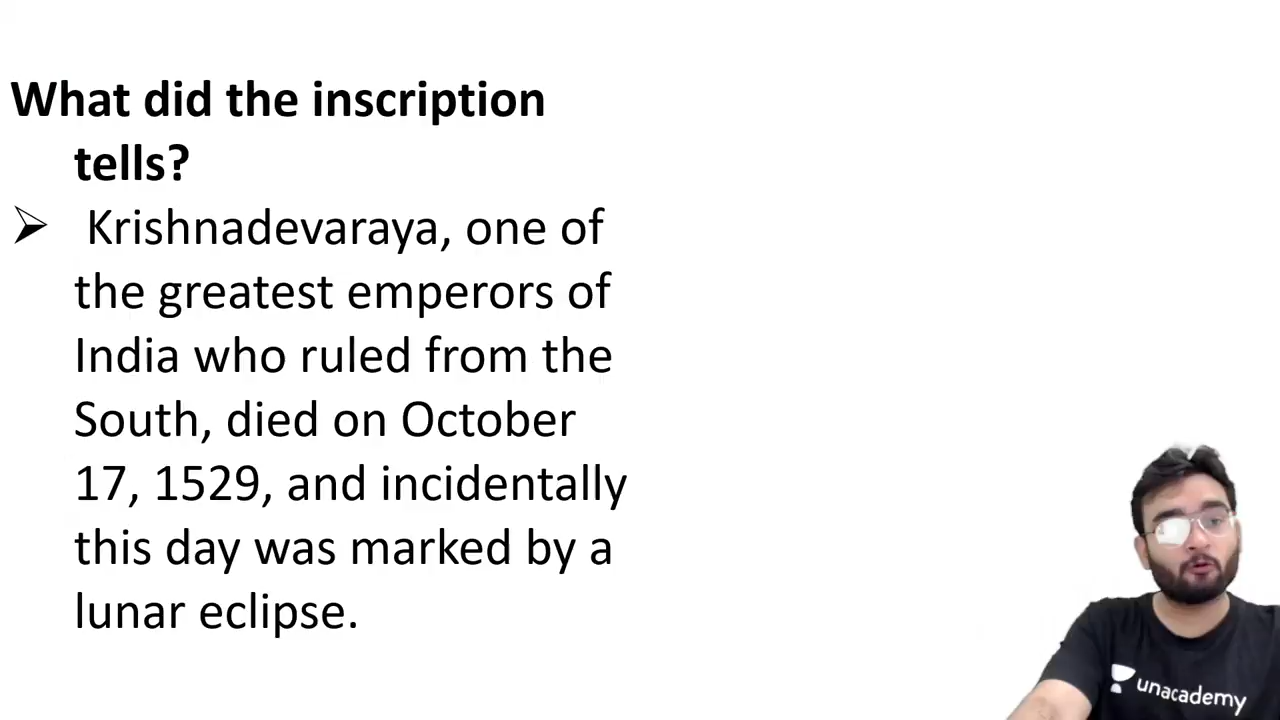 What did the inscription
tells?
➢ Krishnadevaraya, one of
the greatest emperors of
India who ruled from the
South, died on October
17, 1529, and incidentally
this day was marked by a
lunar eclipse.
unacademy